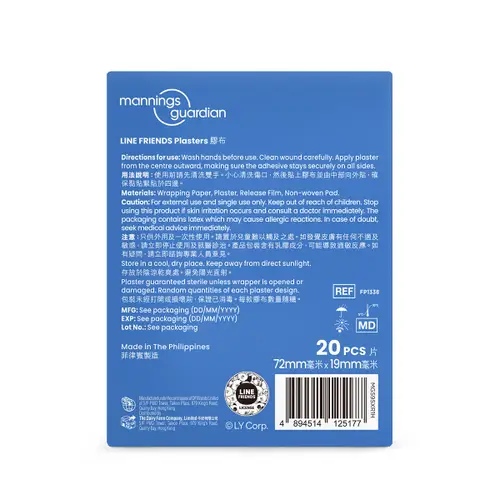 mannings
guardian
LINE FRIENDS Plasters 膠布
Directions for use: Wash hands before use. Clean wound carefully. Apply plaster
from the centre outward, making sure the adhesive stays securely on all sides.
用法說明：使用前請先清洗雙手。小心清洗傷口，然後貼上膠布並由中部向外貼，確
保黏貼緊貼於四邊。
Materials: Wrapping Paper, Plaster, Release Film, Non-woven Pad.
Caution: For external use and single use only. Keep out of reach of children. Stop
using this product if skin irritation occurs and consult a doctor immediately. The
packaging contains latex which may cause allergic reactions. In case of doubt,
seek medical advice immediately.
注意：只供外用及一次性使用。請置於兒童難以觸及之處。如發覺皮膚有任何不適及
敏感，請立即停止使用及就醫診治。產品包裝含有乳膠成分，可能導致過敏反應。如
有疑問，請立即諮詢專業人員意見。
Store in a cool, dry place. Keep away from direct sunlight.
存放於陰涼乾爽處。避免陽光直射。
Plaster guaranteed sterile unless wrapper is opened or
damaged. Random quantities of each plaster design.
包裝未經打開或損壞前，保證已消毒。每款膠布數量隨機。
MFG: See packaging (DD/MM/YYYY)
EXP: See packaging (DD/MM/YYYY)
Lot No.: See packaging
Made in The Philippines
菲律賓製造
REF FP1338
MD
20 PCS 片
72mm毫米 x 19mm毫米
LINE
FRIENDS
LICENSE
© LY Corp.
4 894514 125177
MGS95XR1H